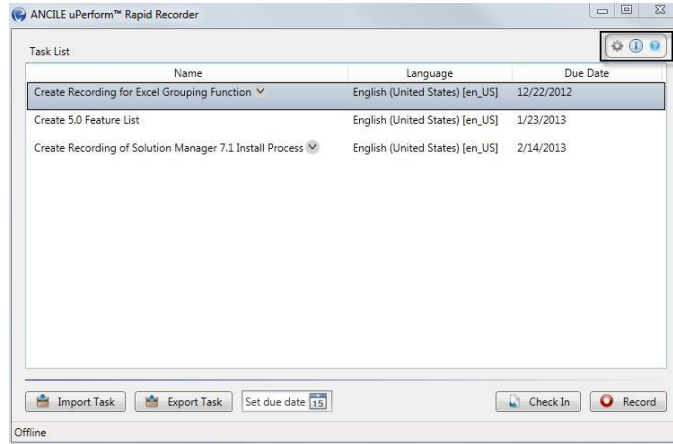 ANCILE uPerform™ Rapid Recorder
Task List
Name Language Due Date
Create Recording for Excel Grouping Function English (United States) [en_US] 12/22/2012
Create 5.0 Feature List English (United States) [en_US] 1/23/2013
Create Recording of Solution Manager 7.1 Install Process English (United States) [en_US] 2/14/2013
Import Task Export Task Set due date 15 Check In Record
Offline